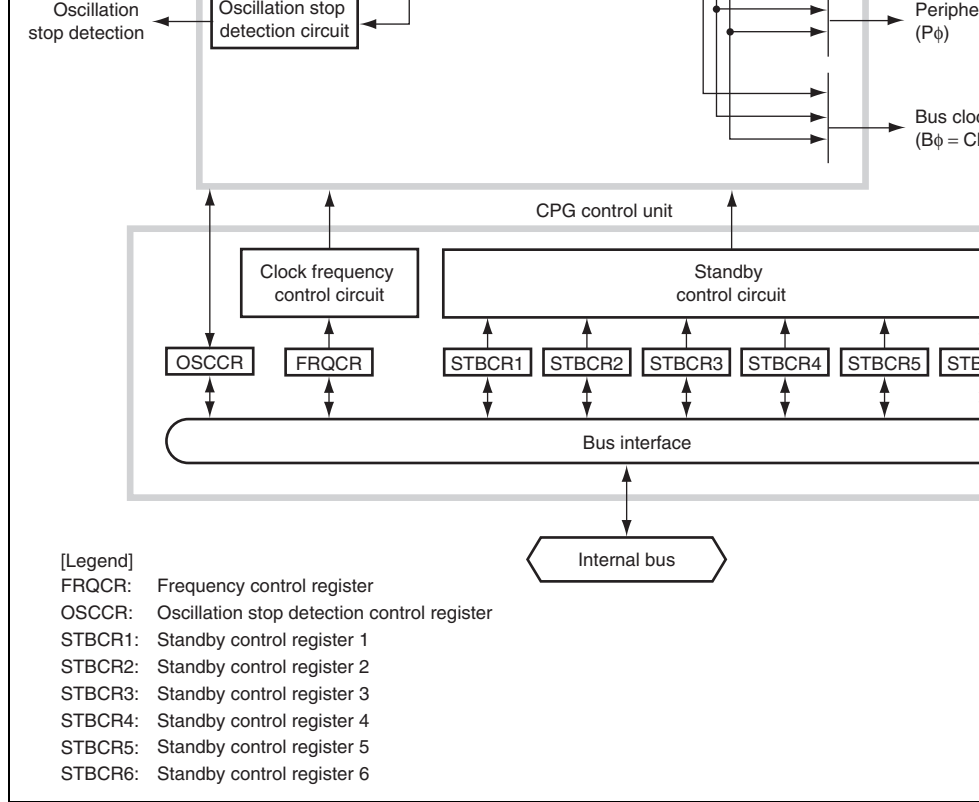 Oscillation
stop detection
Oscillation stop
detection circuit
(Pϕ)
Bus
(Bϕ =
CPG control unit
Clock frequency
control circuit
Standby
control circuit
OSCCR
FRQCR
STBCR1
STBCR2
STBCR3
STBCR4
STBCR5
Bus interface
Internal bus
[Legend]
FRQCR: Frequency control register
OSCCR: Oscillation stop detection control register
STBCR1: Standby control register 1
STBCR2: Standby control register 2
STBCR3: Standby control register 3
STBCR4: Standby control register 4
STBCR5: Standby control register 5
STBCR6: Standby control register 6